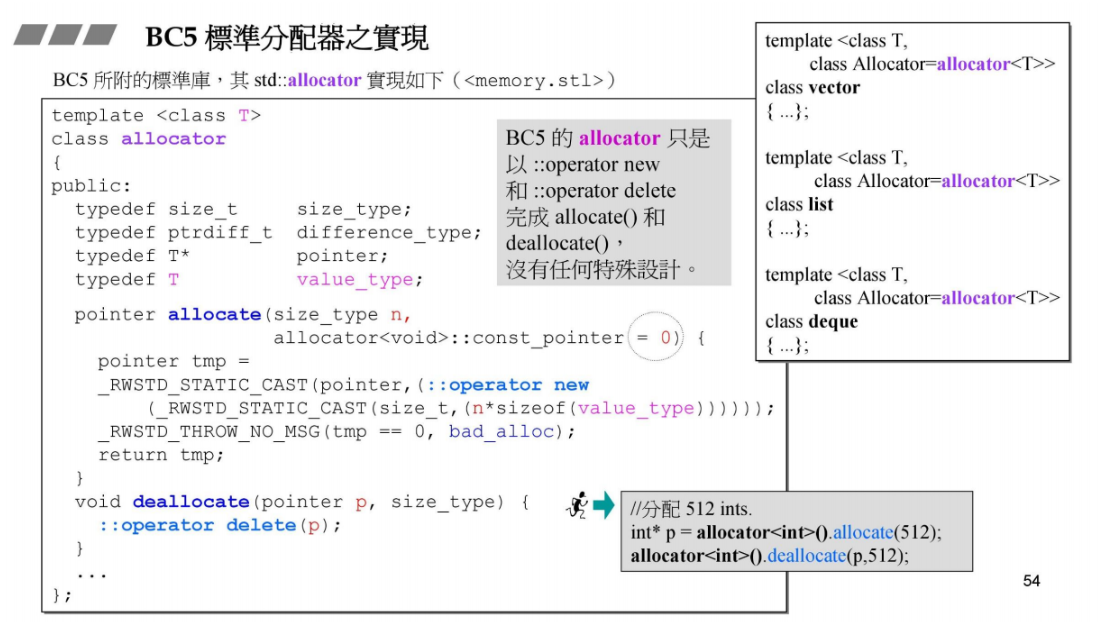 BC5 標準分配器之實現
BC5 所附的標準庫,其 std::allocator 實現如下(<memory.stl>)
template <class T>
class allocator
{
public:
  typedef size_t     size_type;
  typedef ptrdiff_t  difference_type;
  typedef T*         pointer;
  typedef T          value_type;
  pointer allocate(size_type n,
                   allocator<void>::const_pointer = 0) {
    pointer tmp =
    _RWSTD_STATIC_CAST(pointer,(::operator new
        (_RWSTD_STATIC_CAST(size_t,(n*sizeof(value_type))))));
    _RWSTD_THROW_NO_MSG(tmp == 0, bad_alloc);
    return tmp;
  }
  void deallocate(pointer p, size_type) {
    ::operator delete(p);
  }
  ...
};
BC5 的 allocator 只是
以 ::operator new
和 ::operator delete
完成 allocate() 和
deallocate(),
沒有任何特殊設計。
template <class T,
class Allocator=allocator<T>>
class vector
{ ...};
template <class T,
class Allocator=allocator<T>>
class list
{ ...};
template <class T,
class Allocator=allocator<T>>
class deque
{ ...};
//分配 512 ints.
int* p = allocator<int>().allocate(512);
allocator<int>().deallocate(p,512);
54